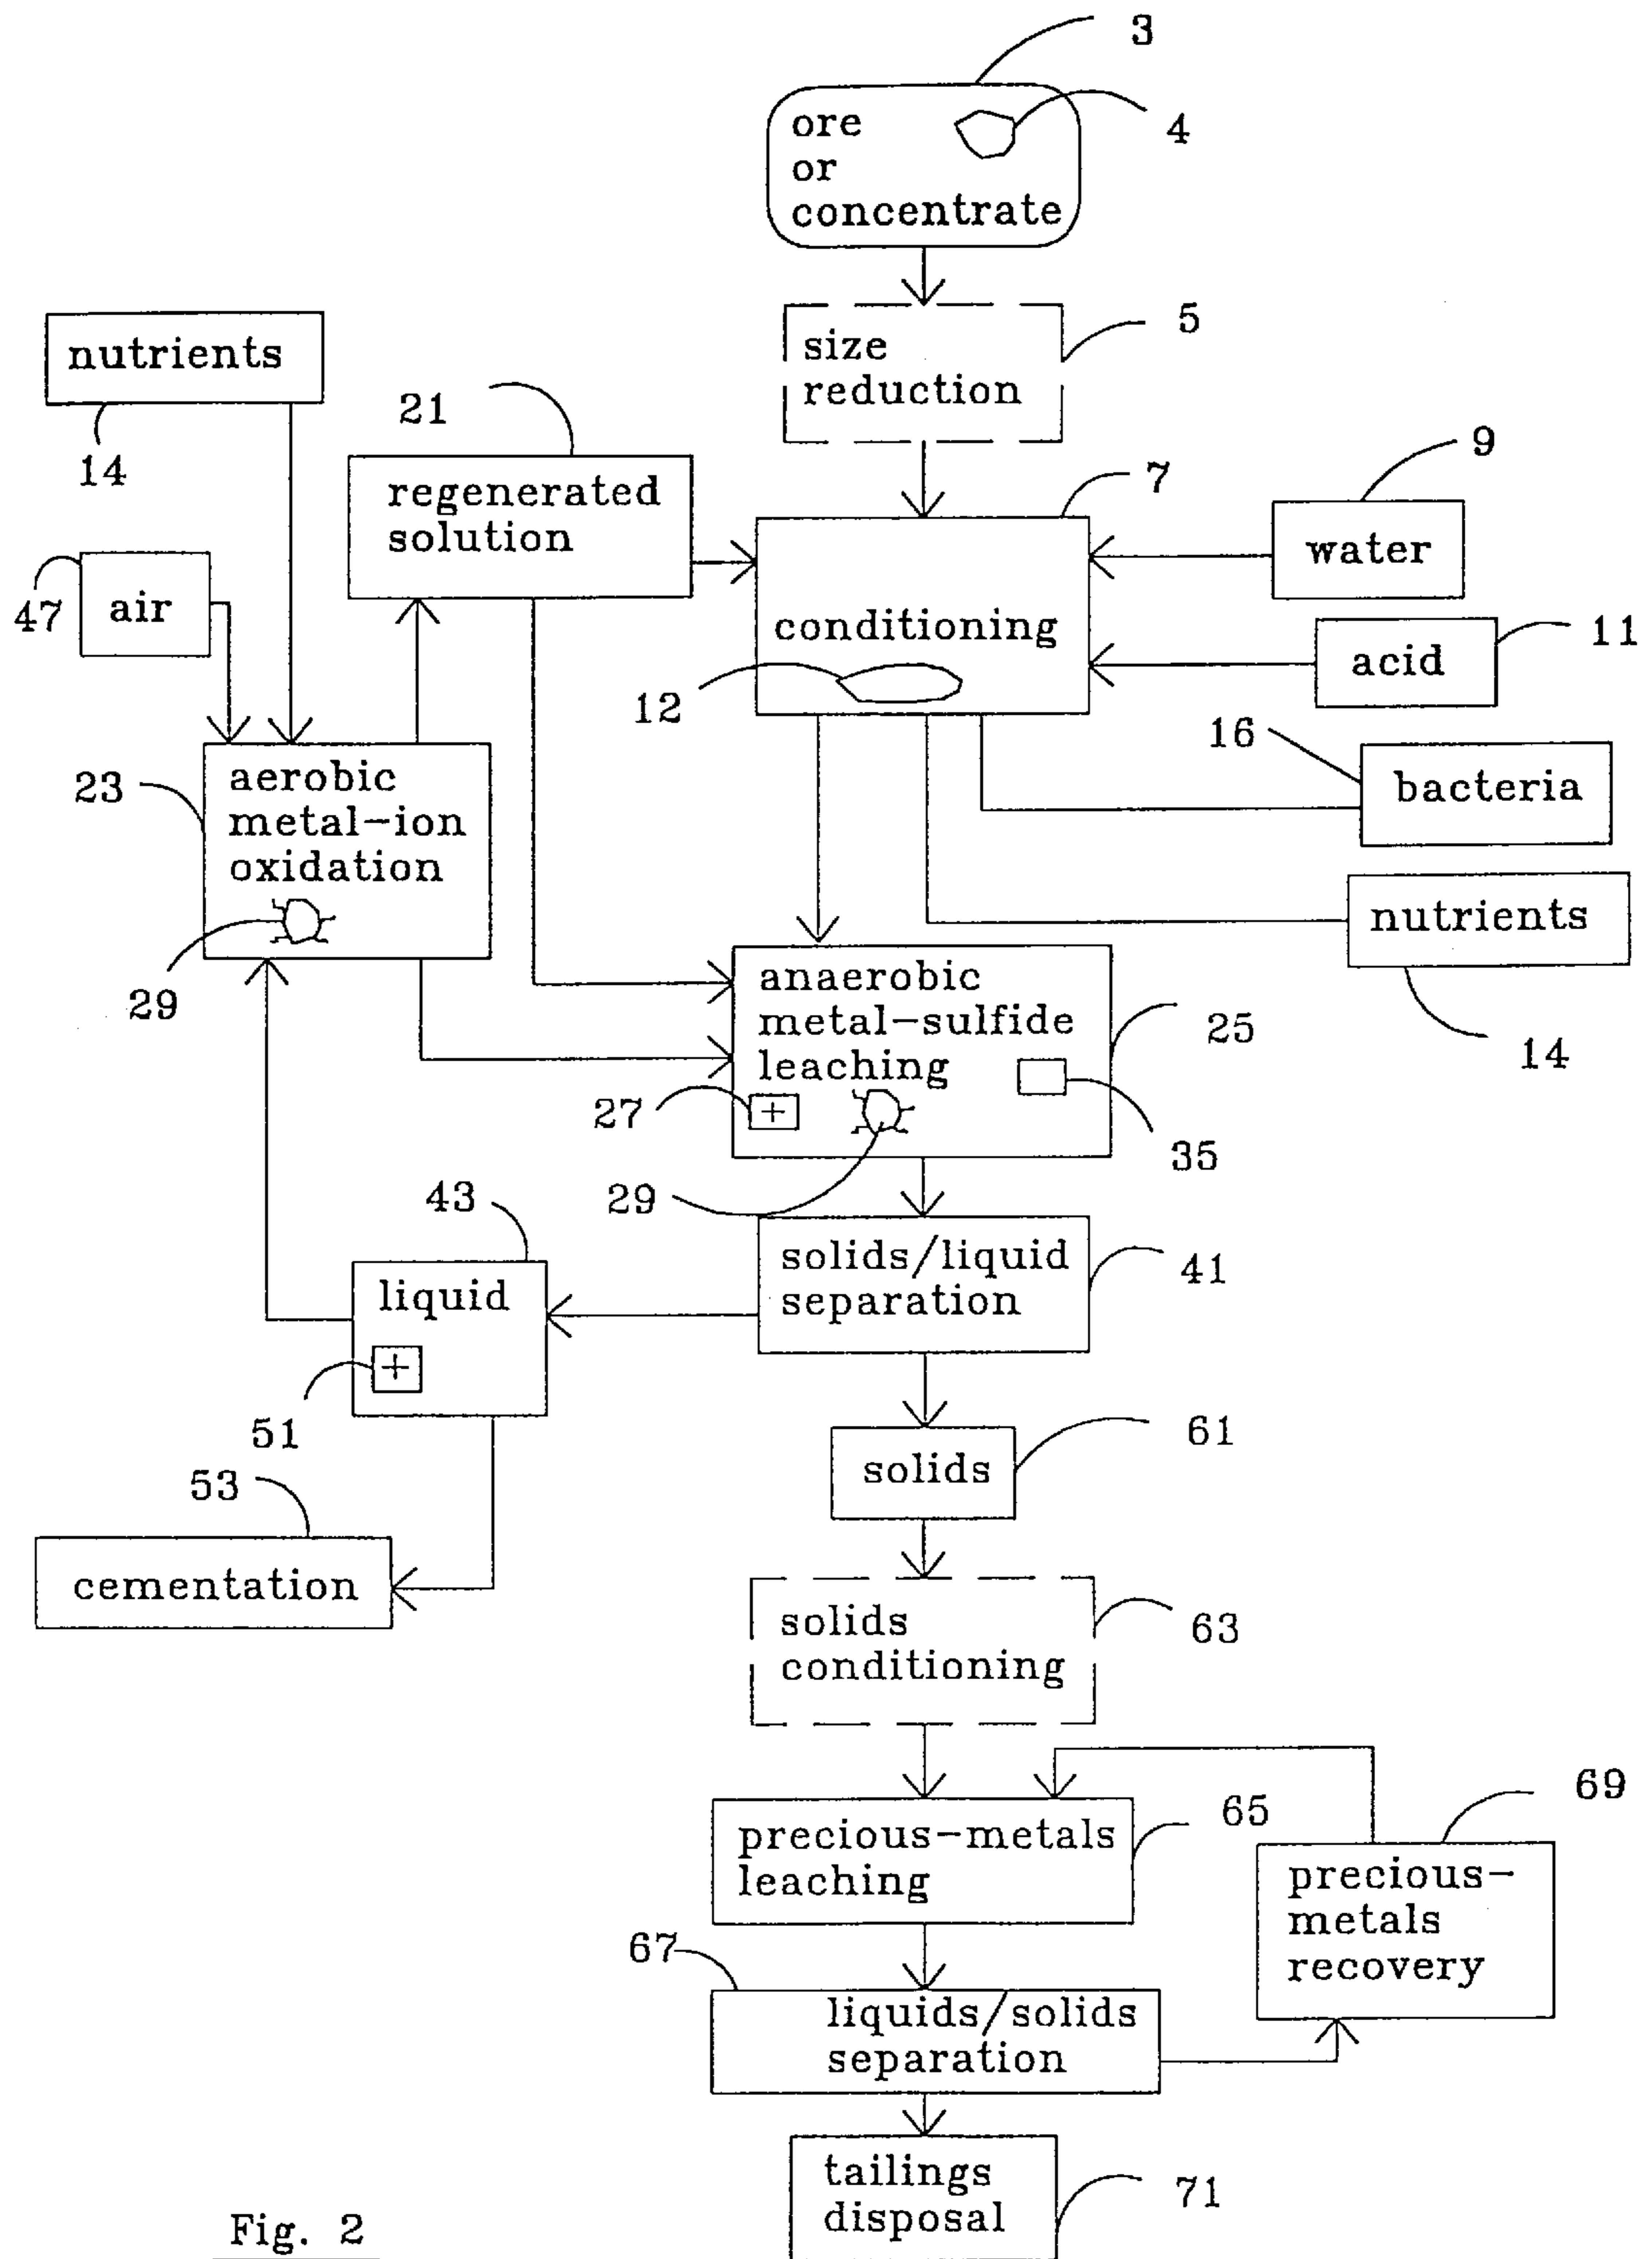 3
ore
or
concentrate
4
size
reduction
5
nutrients
14
21
regenerated
solution
7
9
water
47
air
conditioning
12
acid
11
16
bacteria
23
aerobic
metal-ion
oxidation
29
nutrients
14
anaerobic
metal-sulfide
leaching
25
27
+
35
29
43
liquid
+
51
solids/liquid
separation
41
53
cementation
solids
61
solids
conditioning
63
precious-metals
leaching
65
69
precious-
metals
recovery
67
liquids/solids
separation
tailings
disposal
71
Fig. 2